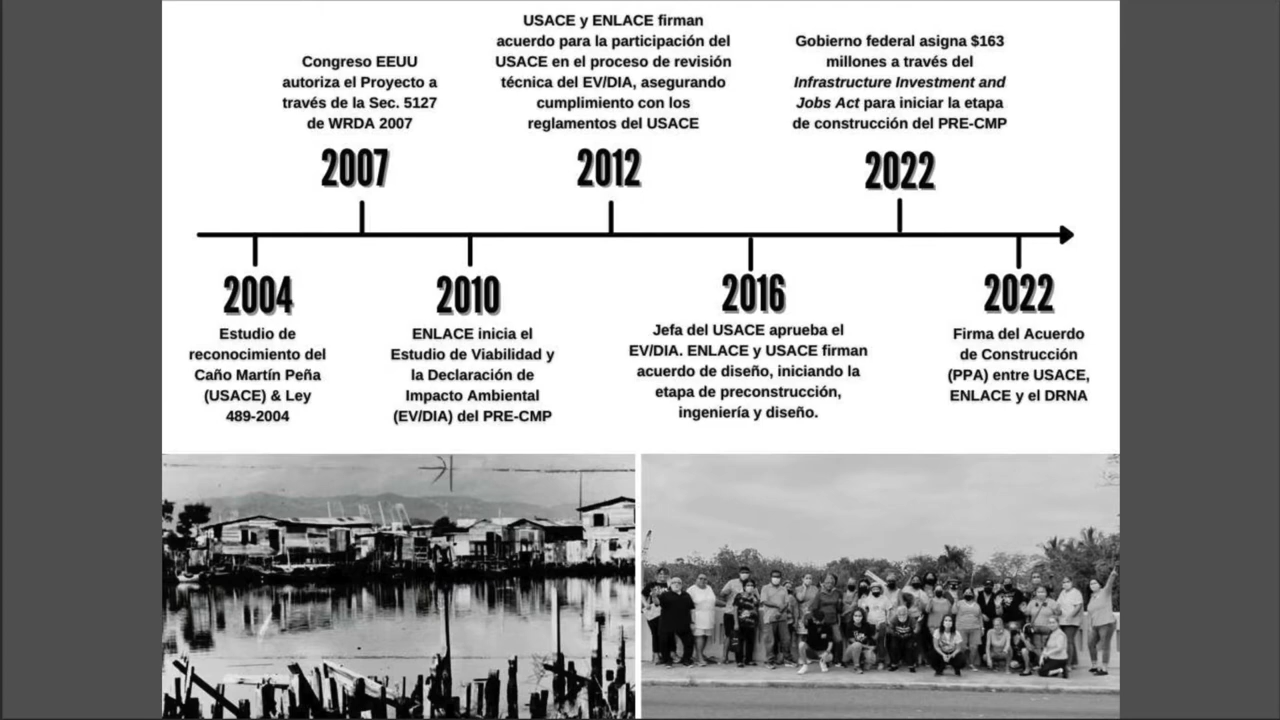 Congreso EEUU
autoriza el Proyecto a
través de la Sec. 5127
de WRDA 2007
2007
USACE y ENLACE firman
acuerdo para la participación del
USACE en el proceso de revisión
técnica del EV/DIA, asegurando
cumplimiento con los
reglamentos del USACE
2012
Gobierno federal asigna $163
millones a través del
Infrastructure Investment and
Jobs Act para iniciar la etapa
de construcción del PRE-CMP
2022
2004
Estudio de
reconocimiento del
Caño Martín Peña
(USACE) & Ley
489-2004
2010
ENLACE inicia el
Estudio de Viabilidad y
la Declaración de
Impacto Ambiental
(EV/DIA) del PRE-CMP
2016
Jefa del USACE aprueba el
EV/DIA. ENLACE y USACE firman
acuerdo de diseño, iniciando la
etapa de preconstrucción,
ingeniería y diseño.
2022
Firma del Acuerdo
de Construcción
(PPA) entre USACE,
ENLACE y el DRNA